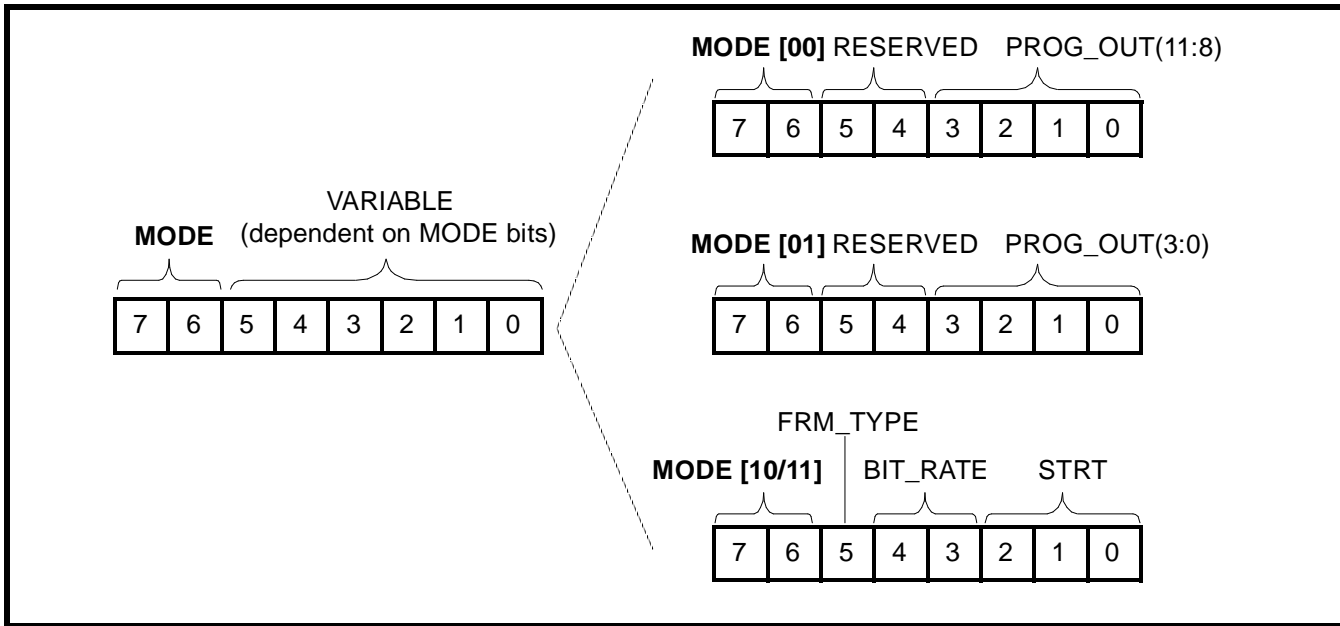 MODE [00] RESERVED PROG_OUT(11:8)
7 6 5 4 3 2 1 0
VARIABLE
MODE (dependent on MODE bits)
7 6 5 4 3 2 1 0
MODE [01] RESERVED PROG_OUT(3:0)
7 6 5 4 3 2 1 0
FRM_TYPE
MODE [10/11] BIT_RATE STRT
7 6 5 4 3 2 1 0